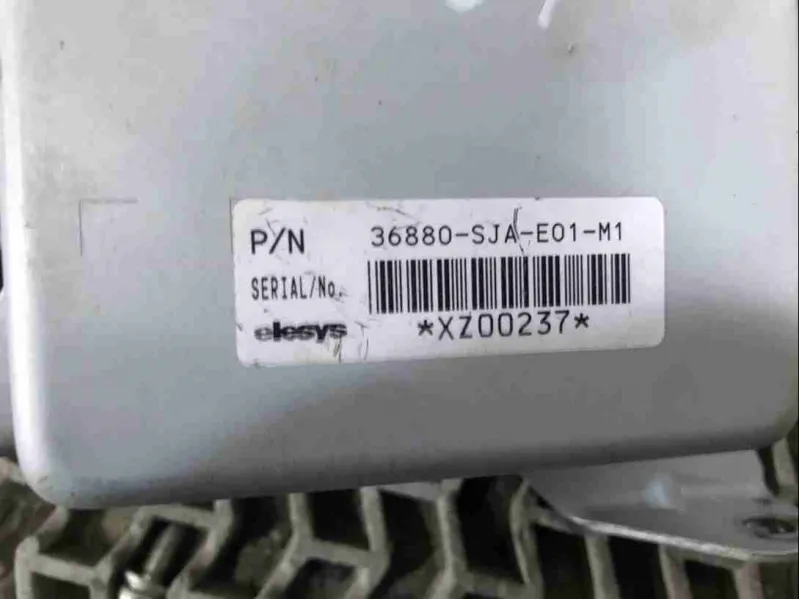 P/N 36880-SJA-E01-M1
SERIAL/No.
elesys *XZ00237*